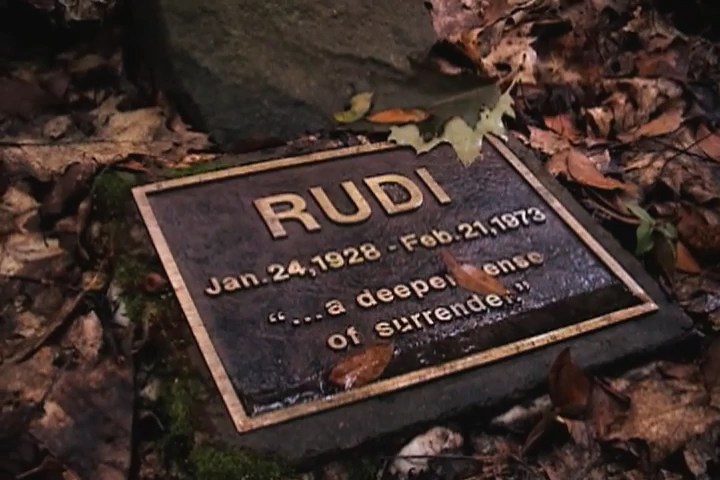 RUDI
Jan. 24, 1928 - Feb. 21, 1973
"...a deeper sense
of surrender."